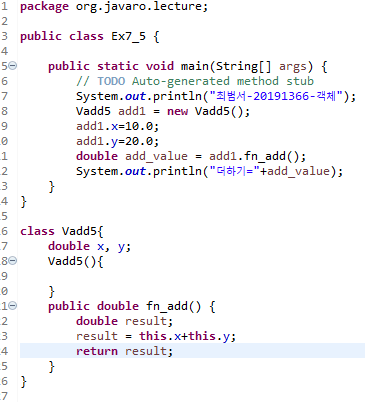 1 package org.javaro.lecture;
2
3 public class Ex7_5 {
4
5 public static void main(String[] args) {
6 // TODO Auto-generated method stub
7 System.out.println("최범서-20191366-객체");
8 Vadd5 add1 = new Vadd5();
9 add1.x=10.0;
0 add1.y=20.0;
1 double add_value = add1.fn_add();
2 System.out.println("더하기="+add_value);
3 }
4 }
5
6 class Vadd5{
7 double x, y;
8 Vadd5(){
9
0 }
1 public double fn_add() {
2 double result;
3 result = this.x+this.y;
4 return result;
5 }
6 }
7